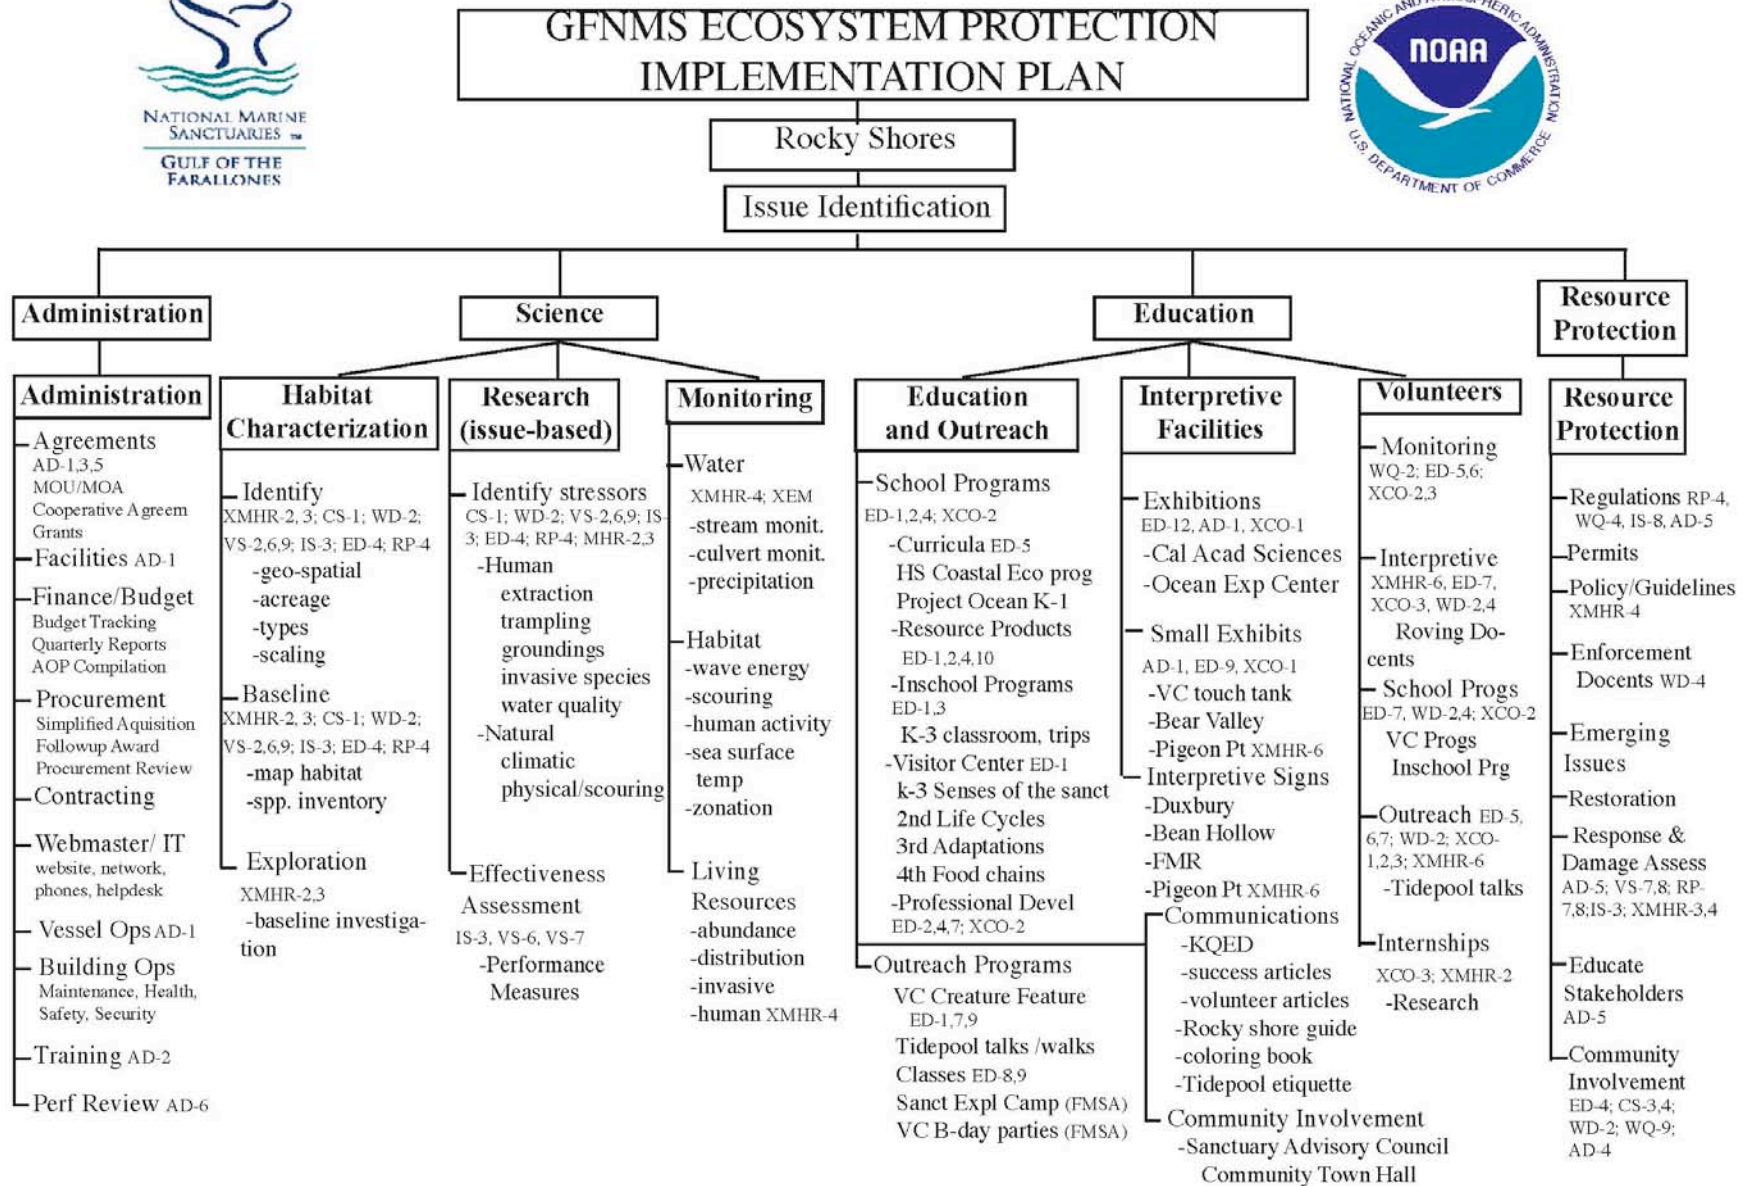 GFNMS ECOSYSTEM PROTECTION
IMPLEMENTATION PLAN
NATIONAL MARINE
SANCTUARIES ™
GULF OF THE
FARALLONES
NATIONAL OCEANIC AND ATMOSPHERIC ADMINISTRATION
NOAA
U.S. DEPARTMENT OF COMMERCE
Rocky Shores
Issue Identification
Administration
Science
Education
Resource
Protection
Administration
Agreements
AD-1,3,5
MOU/MOA
Cooperative Agreem
Grants
Facilities AD-1
Finance/Budget
Budget Tracking
Quarterly Reports
AOP Compilation
Procurement
Simplified Aquisition
Followup Award
Procurement Review
Contracting
Webmaster/ IT
website, network,
phones, helpdesk
Vessel Ops AD-1
Building Ops
Maintenance, Health,
Safety, Security
Training AD-2
Perf Review AD-6
Habitat
Characterization
Identify
XMHR-2, 3; CS-1; WD-2;
VS-2,6,9; IS-3; ED-4; RP-4
-geo-spatial
-acreage
-types
-scaling
Baseline
XMHR-2, 3; CS-1; WD-2;
VS-2,6,9; IS-3; ED-4; RP-4
-map habitat
-spp. inventory
Exploration
XMHR-2,3
-baseline investiga-
tion
Research
(issue-based)
Identify stressors
CS-1; WD-2; VS-2,6,9; IS-
3; ED-4; RP-4; MHR-2,3
-Human
extraction
trampling
groundings
invasive species
water quality
-Natural
climatic
physical/scouring
Effectiveness
Assessment
IS-3, VS-6, VS-7
-Performance
Measures
Monitoring
Water
XMHR-4; XEM
-stream monit.
-culvert monit.
-precipitation
Habitat
-wave energy
-scouring
-human activity
-sea surface
temp
-zonation
Living
Resources
-abundance
-distribution
-invasive
-human XMHR-4
Education
and Outreach
School Programs
ED-1,2,4; XCO-2
-Curricula ED-5
HS Coastal Eco prog
Project Ocean K-1
-Resource Products
ED-1,2,4,10
-Inschool Programs
ED-1,3
K-3 classroom, trips
-Visitor Center ED-1
k-3 Senses of the sanct
2nd Life Cycles
3rd Adaptations
4th Food chains
-Professional Devel
ED-2,4,7; XCO-2
Outreach Programs
VC Creature Feature
ED-1,7,9
Tidepool talks /walks
Classes ED-8,9
Sanct Expl Camp (FMSA)
VC B-day parties (FMSA)
Interpretive
Facilities
Exhibitions
ED-12, AD-1, XCO-1
-Cal Acad Sciences
-Ocean Exp Center
Small Exhibits
AD-1, ED-9, XCO-1
-VC touch tank
-Bear Valley
-Pigeon Pt XMHR-6
Interpretive Signs
-Duxbury
-Bean Hollow
-FMR
-Pigeon Pt XMHR-6
Communications
-KQED
-success articles
-volunteer articles
-Rocky shore guide
-coloring book
-Tidepool etiquette
Community Involvement
-Sanctuary Advisory Council
Community Town Hall
Volunteers
Monitoring
WQ-2; ED-5,6;
XCO-2,3
Interpretive
XMHR-6, ED-7,
XCO-3, WD-2,4
Roving Do-
cents
School Progs
ED-7, WD-2,4; XCO-2
VC Progs
Inschool Prg
Outreach ED-5,
6,7; WD-2; XCO-
1,2,3; XMHR-6
-Tidepool talks
Internships
XCO-3; XMHR-2
-Research
Resource
Protection
Regulations RP-4,
WQ-4, IS-8, AD-5
Permits
Policy/Guidelines
XMHR-4
Enforcement
Docents WD-4
Emerging
Issues
Restoration
Response &
Damage Assess
AD-5; VS-7,8; RP-
7,8;IS-3; XMHR-3,4
Educate
Stakeholders
AD-5
Community
Involvement
ED-4; CS-3,4;
WD-2; WQ-9;
AD-4